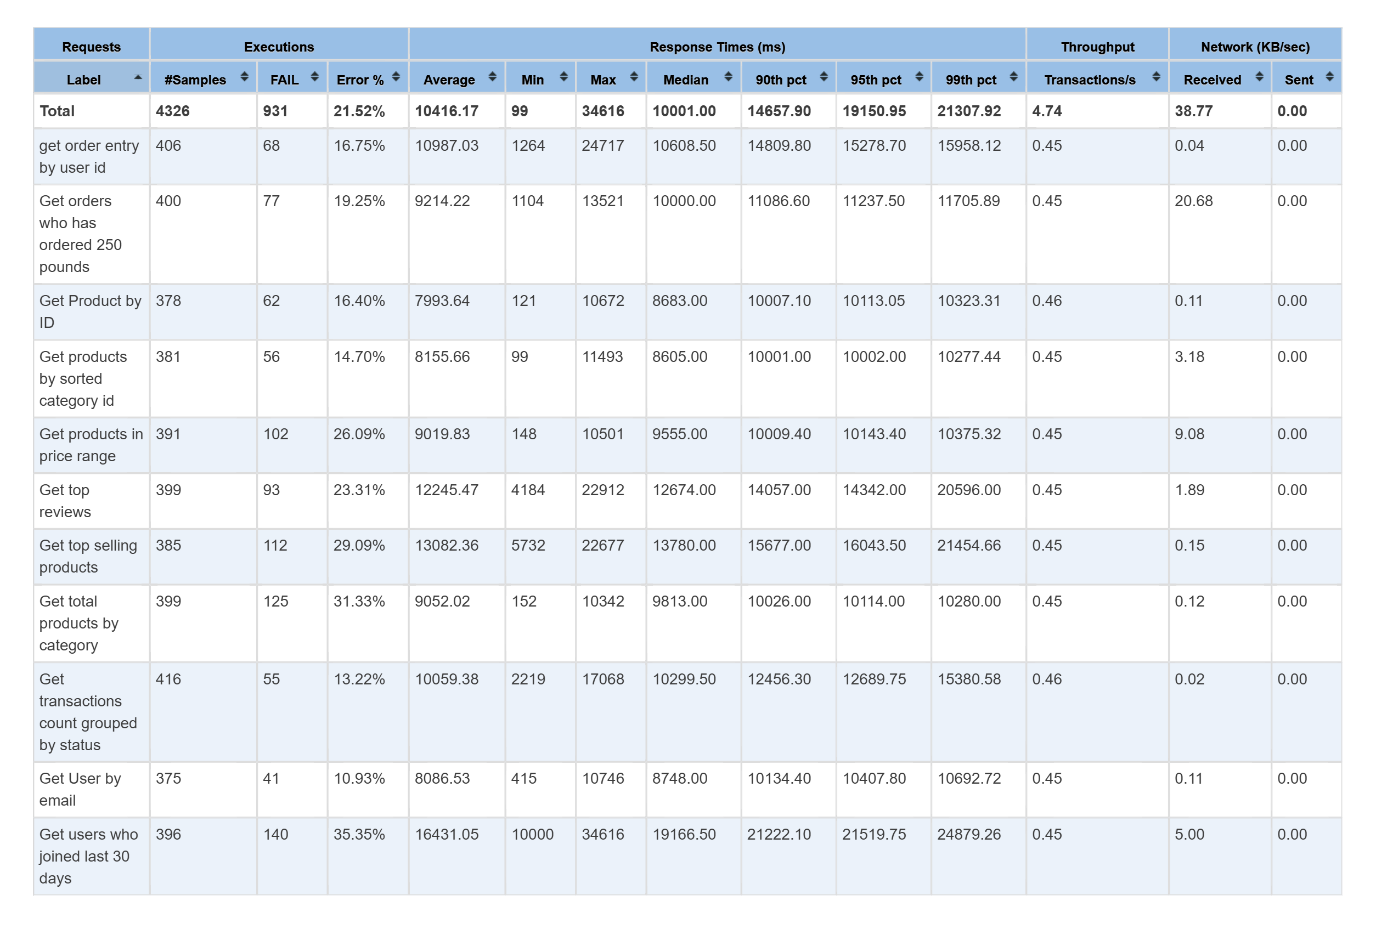 Requests Executions Response Times (ms) Throughput Network (KB/sec)
Label #Samples FAIL Error % Average Min Max Median 90th pct 95th pct 99th pct Transactions/s Received Sent
Total 4326 931 21.52% 10416.17 99 34616 10001.00 14657.90 19150.95 21307.92 4.74 38.77 0.00
get order entry 406 68 16.75% 10987.03 1264 24717 10608.50 14809.80 15278.70 15958.12 0.45 0.04 0.00
by user id
Get orders 400 77 19.25% 9214.22 1104 13521 10000.00 11086.60 11237.50 11705.89 0.45 20.68 0.00
who has
ordered 250
pounds
Get Product by 378 62 16.40% 7993.64 121 10672 8683.00 10007.10 10113.05 10323.31 0.46 0.11 0.00
ID
Get products 381 56 14.70% 8155.66 99 11493 8605.00 10001.00 10002.00 10277.44 0.45 3.18 0.00
by sorted
category id
Get products in 391 102 26.09% 9019.83 148 10501 9555.00 10009.40 10143.40 10375.32 0.45 9.08 0.00
price range
Get top 399 93 23.31% 12245.47 4184 22912 12674.00 14057.00 14342.00 20596.00 0.45 1.89 0.00
reviews
Get top selling 385 112 29.09% 13082.36 5732 22677 13780.00 15677.00 16043.50 21454.66 0.45 0.15 0.00
products
Get total 399 125 31.33% 9052.02 152 10342 9813.00 10026.00 10114.00 10280.00 0.45 0.12 0.00
products by
category
Get 416 55 13.22% 10059.38 2219 17068 10299.50 12456.30 12689.75 15380.58 0.46 0.02 0.00
transactions
count grouped
by status
Get User by 375 41 10.93% 8086.53 415 10746 8748.00 10134.40 10407.80 10692.72 0.45 0.11 0.00
email
Get users who 396 140 35.35% 16431.05 10000 34616 19166.50 21222.10 21519.75 24879.26 0.45 5.00 0.00
joined last 30
days